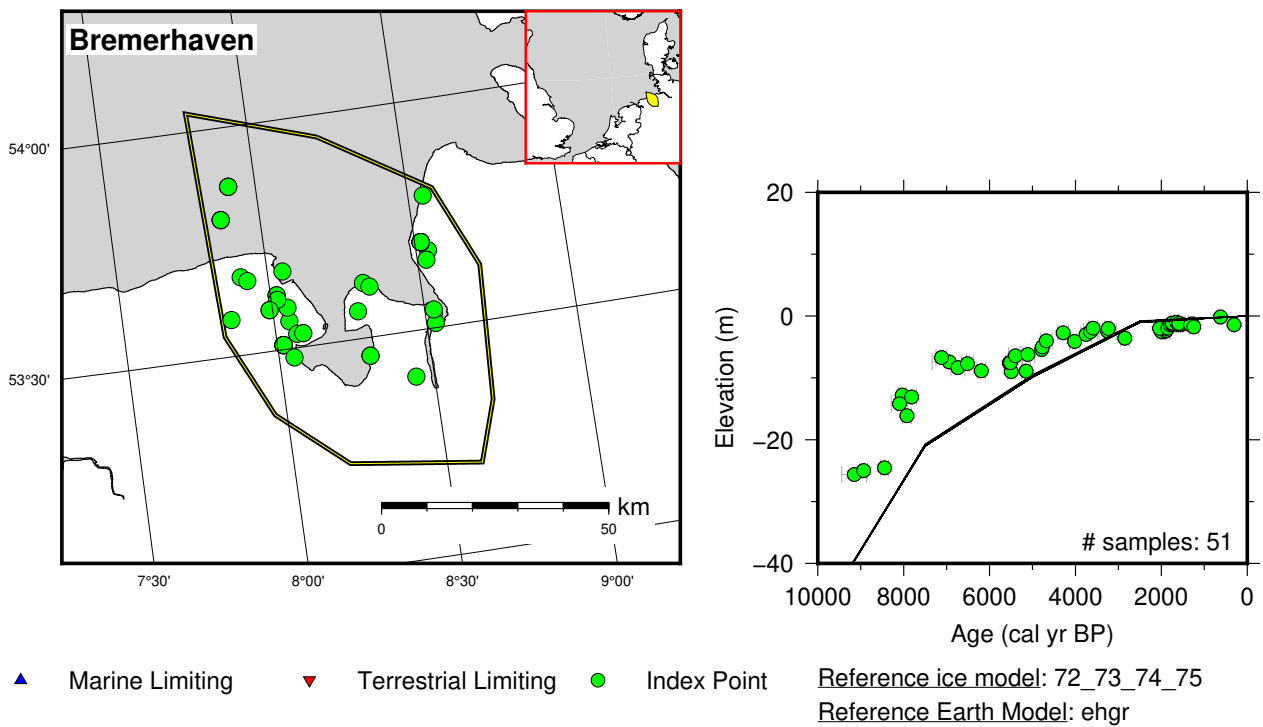 Bremerhaven
54°00'
53°30'
7°30'
8°00'
8°30'
9°00'
km
0
50
20
0
−20
−40
Elevation (m)
# samples: 51
10000
8000
6000
4000
2000
0
Age (cal yr BP)
Marine Limiting
Terrestrial Limiting
Index Point
Reference ice model: 72_73_74_75
Reference Earth Model: ehgr